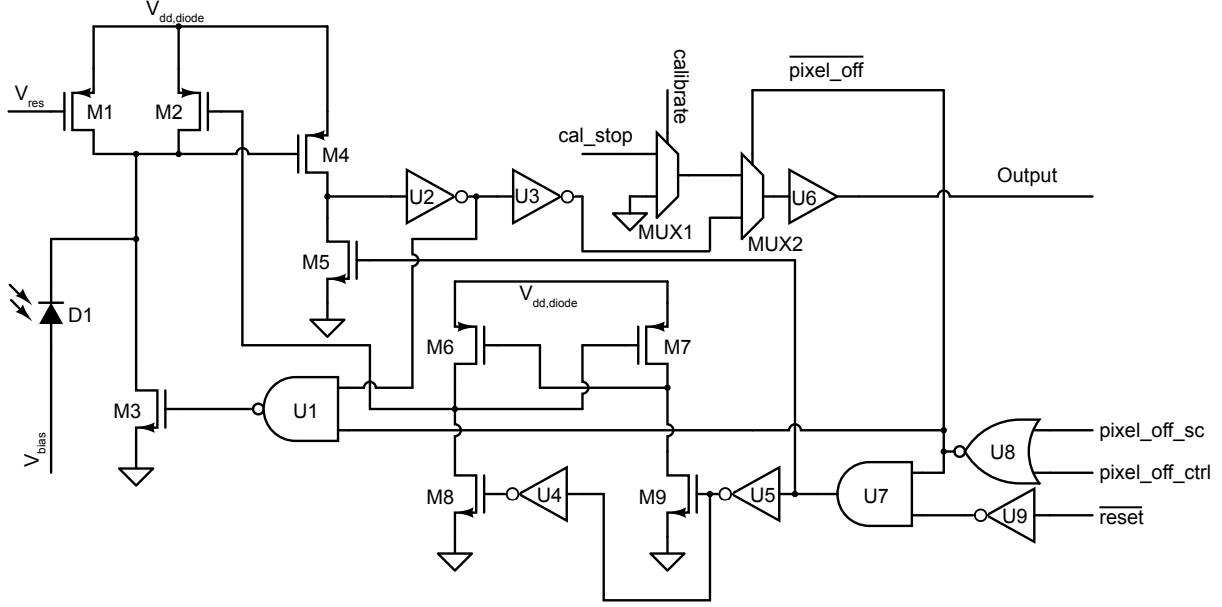 Vdd,diode
Vres
M1
M2
M4
calibrate
pixel_off
cal_stop
U2
U3
U6
Output
MUX1
MUX2
M5
D1
Vdd,diode
M6
M7
M3
U1
Vbias
U8
pixel_off_sc
pixel_off_ctrl
M8
U4
M9
U5
U7
U9
reset